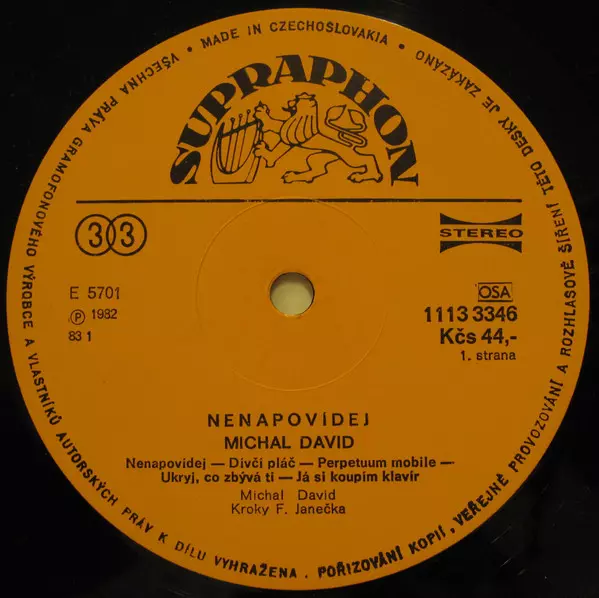 • MADE IN CZECHOSLOVAKIA •
VŠECHNA PRÁVA GRAMOFONOVÉHO VÝROBCE A VLASTNÍKŮ AUTORSKÝCH PRÁV K DÍLU VYHRAŽENA. POŘIZOVÁNÍ KOPIÍ, VEŘEJNÉ PROVOZOVÁNÍ A ROZHLASOVÉ ŠÍŘENÍ TÉTO DESKY JE ZAKÁZÁNO
SUPRAPHON
33
STEREO
E 5701
Ⓟ 1982
83 1
OSA
1113 3346
Kčs 44,-
1. strana
NENAPOVÍDEJ
MICHAL DAVID
Nenapovídej — Dívčí pláč — Perpetuum mobile —
Ukryj, co zbývá ti — Já si koupím klavír
Michal David
Kroky F. Janečka